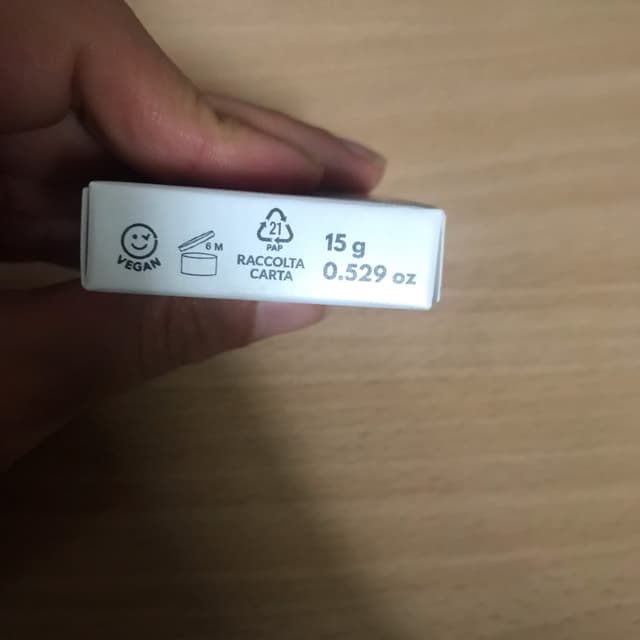 VEGAN
6 M
21
PAP
RACCOLTA
CARTA
15 g
0.529 oz